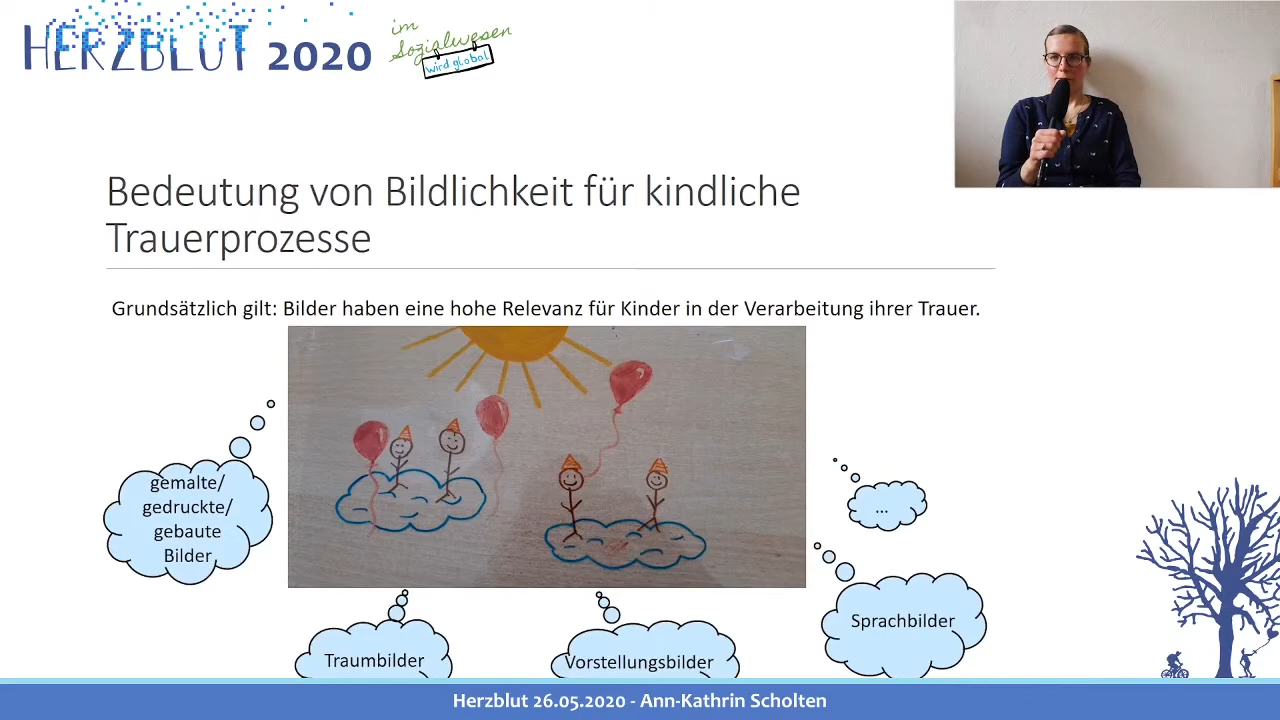 HERZBLUT 2020
im
Sozialwesen
wird global
Bedeutung von Bildlichkeit für kindliche
Trauerprozesse
Grundsätzlich gilt: Bilder haben eine hohe Relevanz für Kinder in der Verarbeitung ihrer Trauer.
gemalte/
gedruckte/
gebaute
Bilder
Traumbilder
Vorstellungsbilder
Sprachbilder
...
Herzblut 26.05.2020 - Ann-Kathrin Scholten